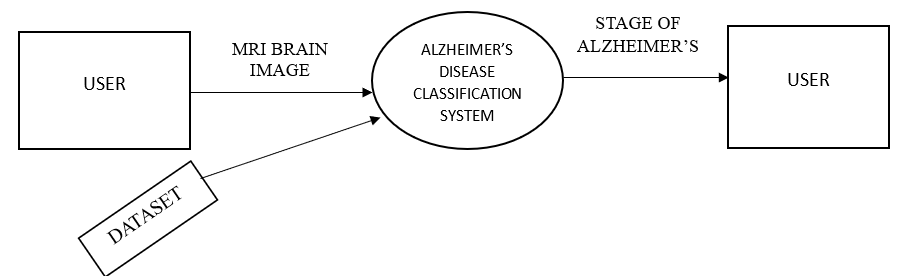 USER
MRI BRAIN
IMAGE
ALZHEIMER’S
DISEASE
CLASSIFICATION
SYSTEM
STAGE OF
ALZHEIMER’S
USER
DATASET